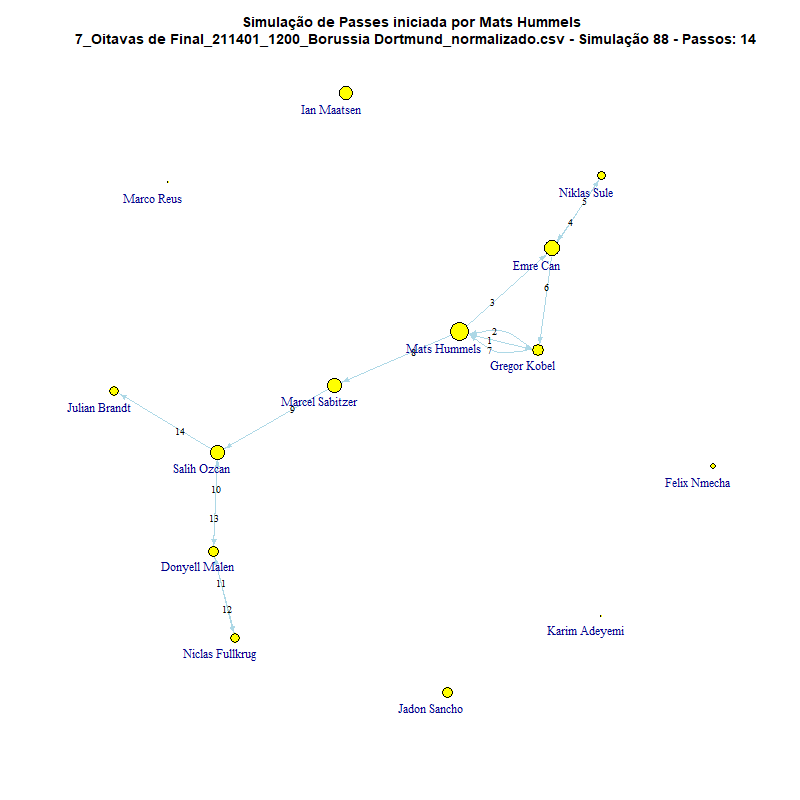 Simulação de Passes iniciada por Mats Hummels
7_Oitavas de Final_211401_1200_Borussia Dortmund_normalizado.csv - Simulação 88 - Passos: 14
Ian Maatsen
Marco Reus
Niklas Sule
5
4
Emre Can
6
3
2
1
Mats Hummels
7
8
Gregor Kobel
Marcel Sabitzer
Julian Brandt
9
14
Salih Ozcan
Felix Nmecha
10
13
Donyell Malen
11
12
Karim Adeyemi
Niclas Fullkrug
Jadon Sancho